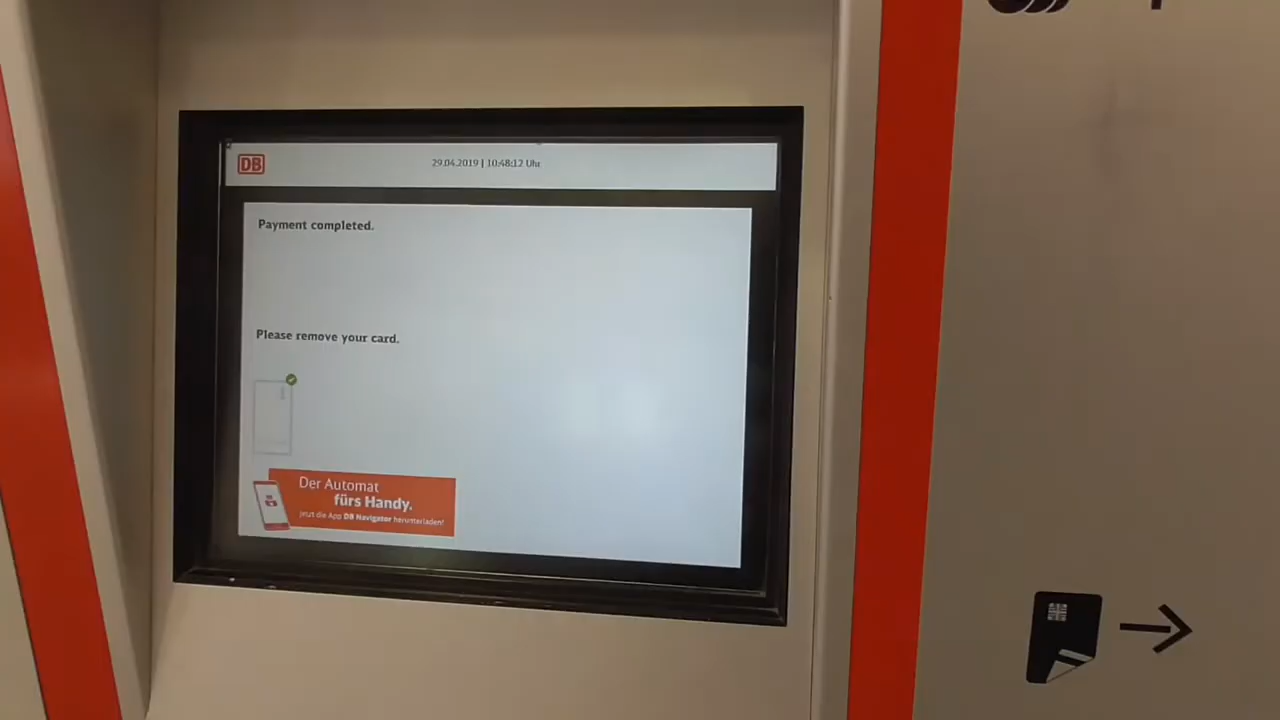 DB
29.04.2019 | 10:48:12 Uhr
Payment completed.
Please remove your card.
Der Automat
fürs Handy.
Jetzt die App DB Navigator herunterladen!